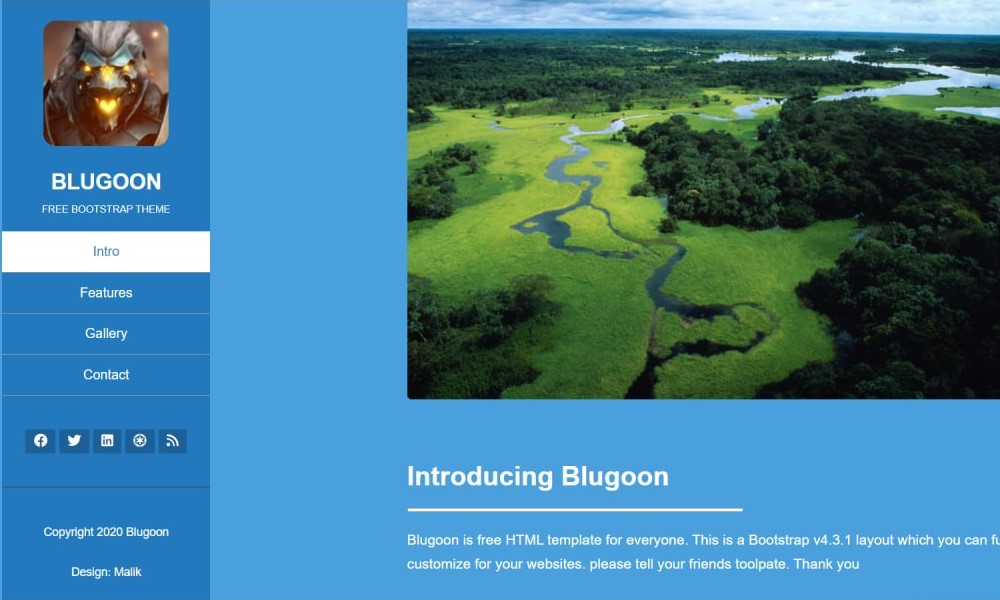 BLUGOON
FREE BOOTSTRAP THEME
Intro
Features
Gallery
Contact
Copyright 2020 Blugoon
Design: Malik
Introducing Blugoon
Blugoon is free HTML template for everyone. This is a Bootstrap v4.3.1 layout which you can
customize for your websites. please tell your friends toolpate. Thank you